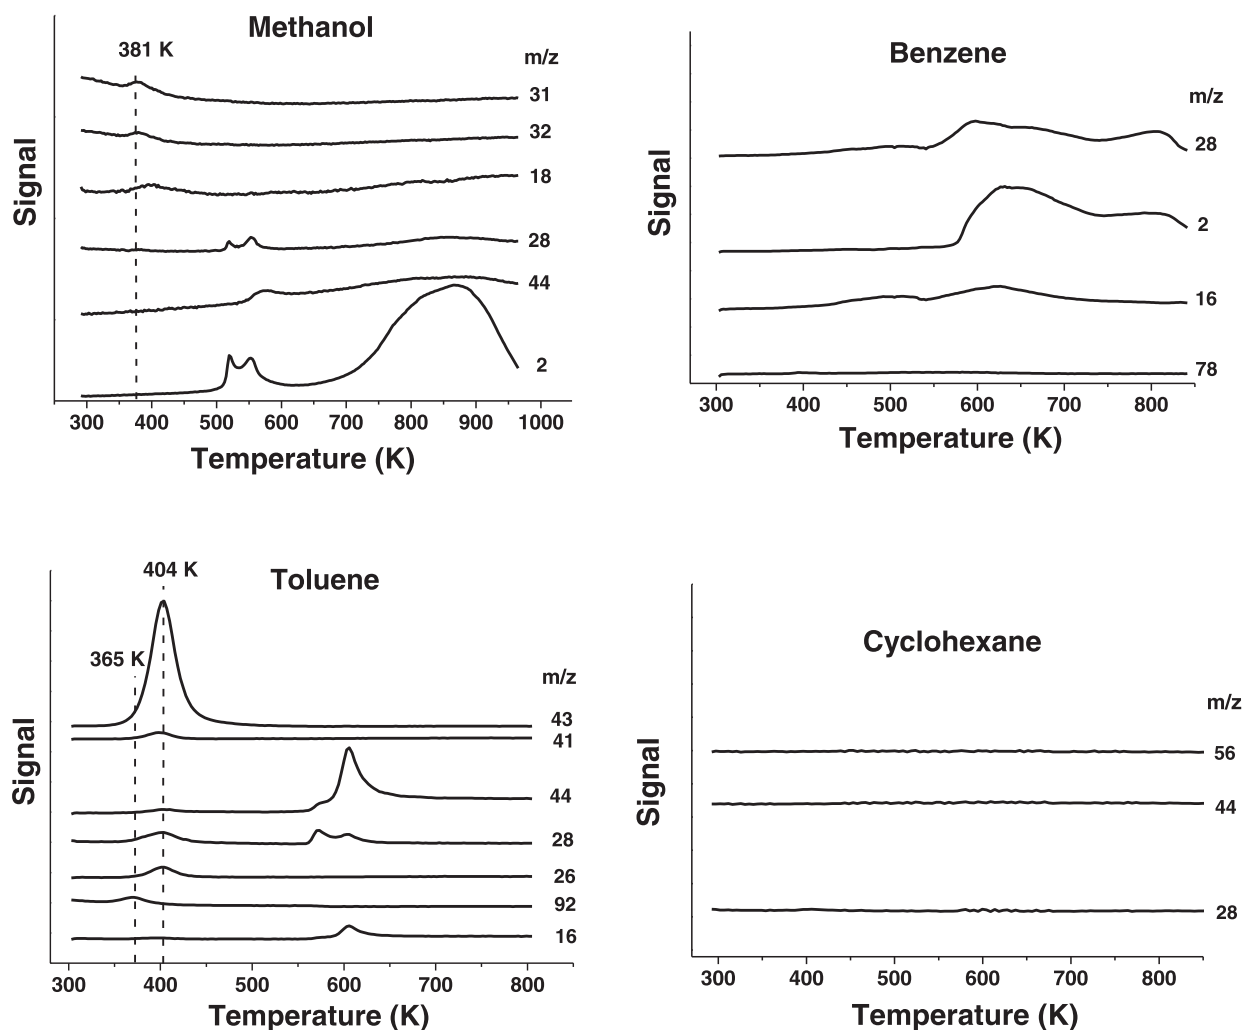 Methanol
381 K
m/z
31
32
18
28
44
2
Signal
300 400 500 600 700 800 900 1000
Temperature (K)
Benzene
m/z
28
2
16
78
Signal
300 400 500 600 700 800
Temperature (K)
404 K
Toluene
365 K
m/z
43
41
44
28
26
92
16
Signal
300 400 500 600 700 800
Temperature (K)
Cyclohexane
m/z
56
44
28
Signal
300 400 500 600 700 800
Temperature (K)